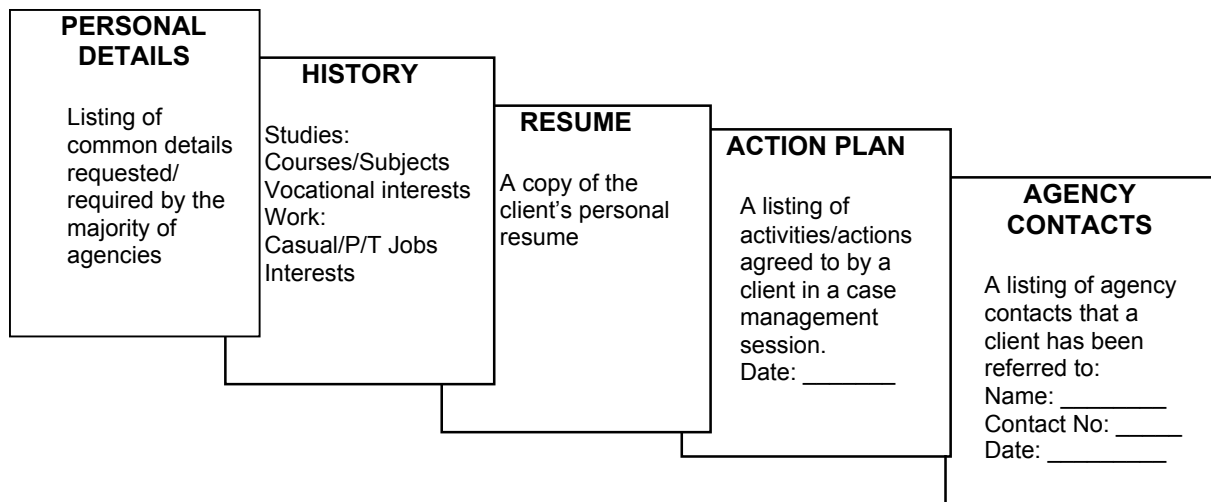 PERSONAL
DETAILS
Listing of
common details
requested/
required by the
majority of
agencies
HISTORY
Studies:
Courses/Subjects
Vocational interests
Work:
Casual/P/T Jobs
Interests
RESUME
A copy of the
client’s personal
resume
ACTION PLAN
A listing of
activities/actions
agreed to by a
client in a case
management
session.
Date: _______
AGENCY
CONTACTS
A listing of agency
contacts that a
client has been
referred to:
Name: ________
Contact No: _____
Date: _________